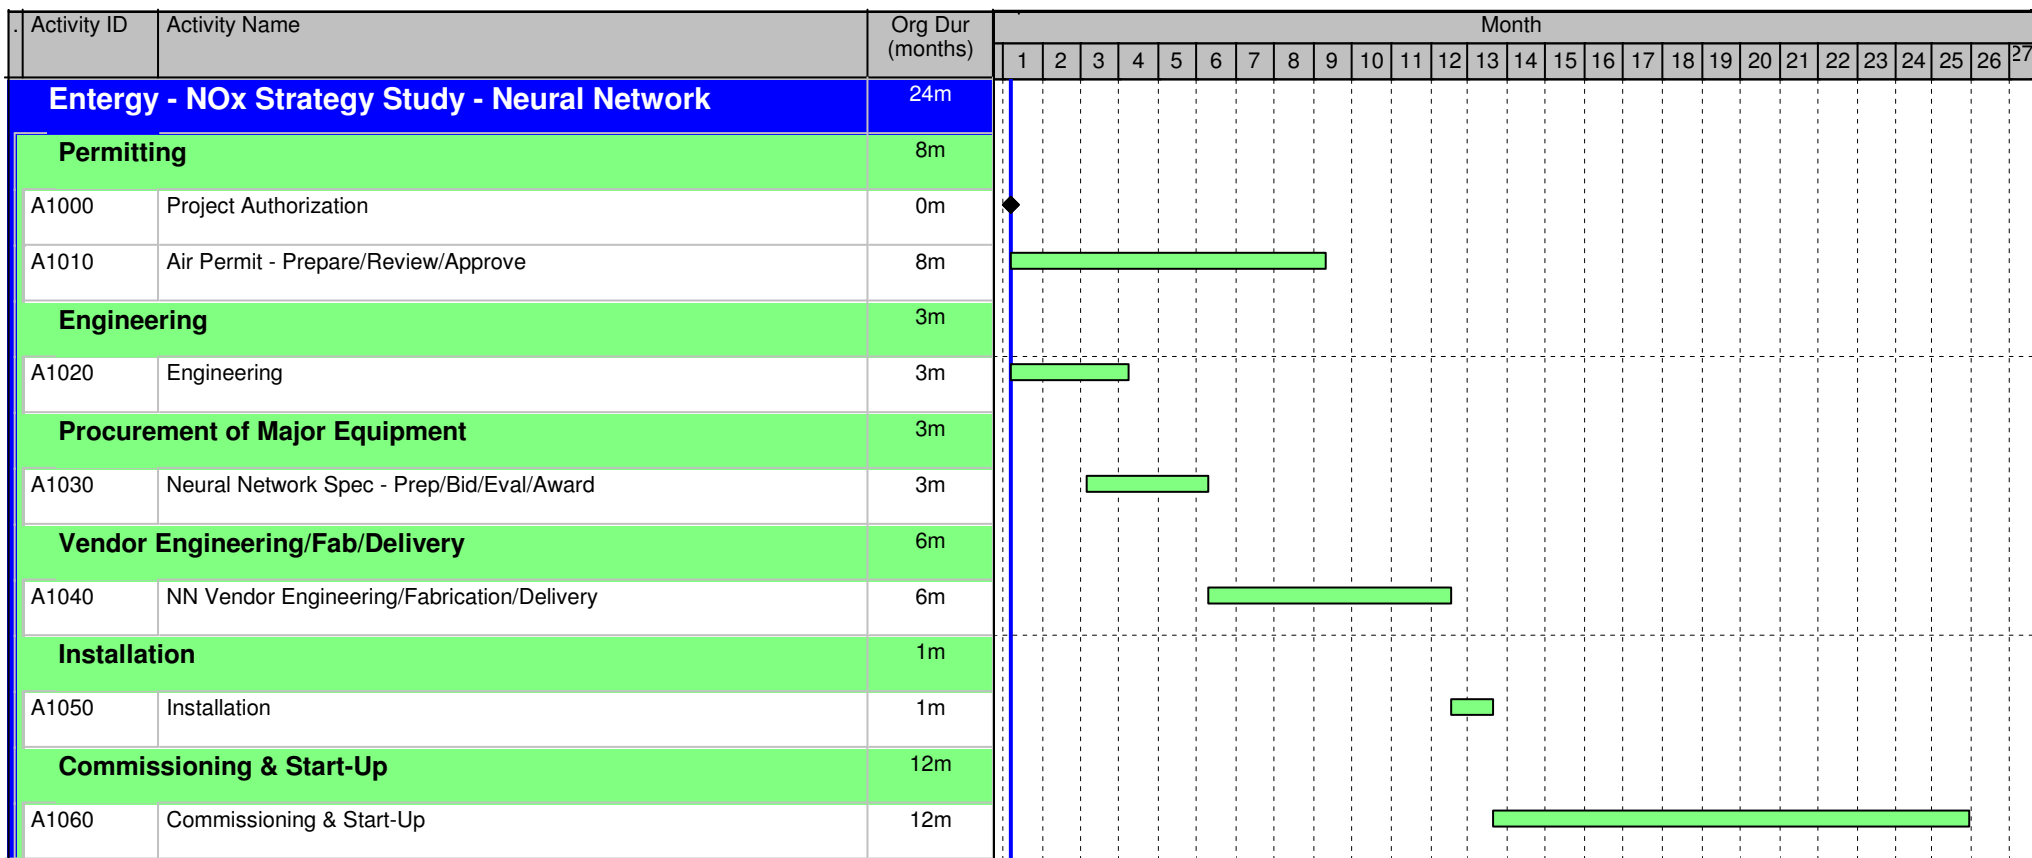 . Activity ID Activity Name Org Dur (months) Month
1 2 3 4 5 6 7 8 9 10 11 12 13 14 15 16 17 18 19 20 21 22 23 24 25 26 27
Entergy - NOx Strategy Study - Neural Network 24m
Permitting 8m
A1000 Project Authorization 0m
A1010 Air Permit - Prepare/Review/Approve 8m
Engineering 3m
A1020 Engineering 3m
Procurement of Major Equipment 3m
A1030 Neural Network Spec - Prep/Bid/Eval/Award 3m
Vendor Engineering/Fab/Delivery 6m
A1040 NN Vendor Engineering/Fabrication/Delivery 6m
Installation 1m
A1050 Installation 1m
Commissioning & Start-Up 12m
A1060 Commissioning & Start-Up 12m